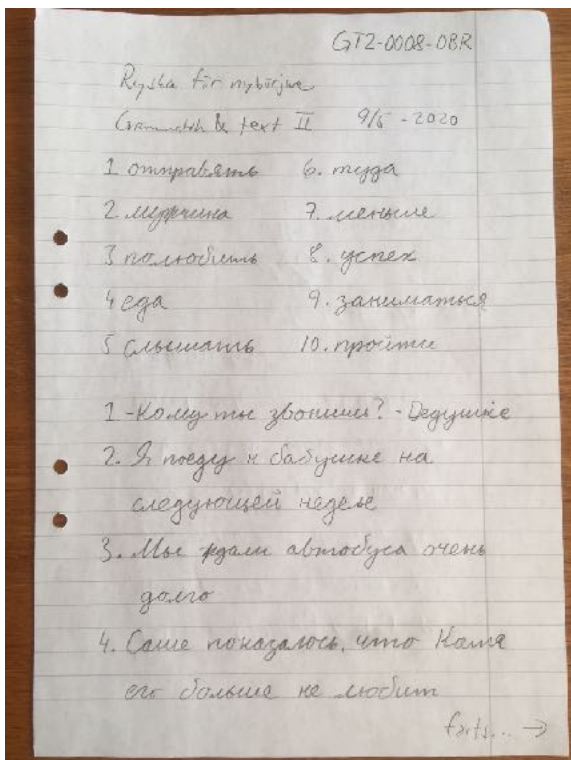 GT2-0008-OBR
Ryska för nybörjare
Grammatik & text II 9/5 - 2020
1 отправлять 6. туда
2. мужчина 7. меньше
3 полюбить 8. успех
4 еда 9. заниматься
5 слышать 10. пройти
1 - Кому ты звонишь? - Дедушке
2. Я поеду к бабушке на
следующей неделе
3. Мы ждали автобуса очень
долго
4. Саше показалось, что Катя
его больше не любит
forts... →